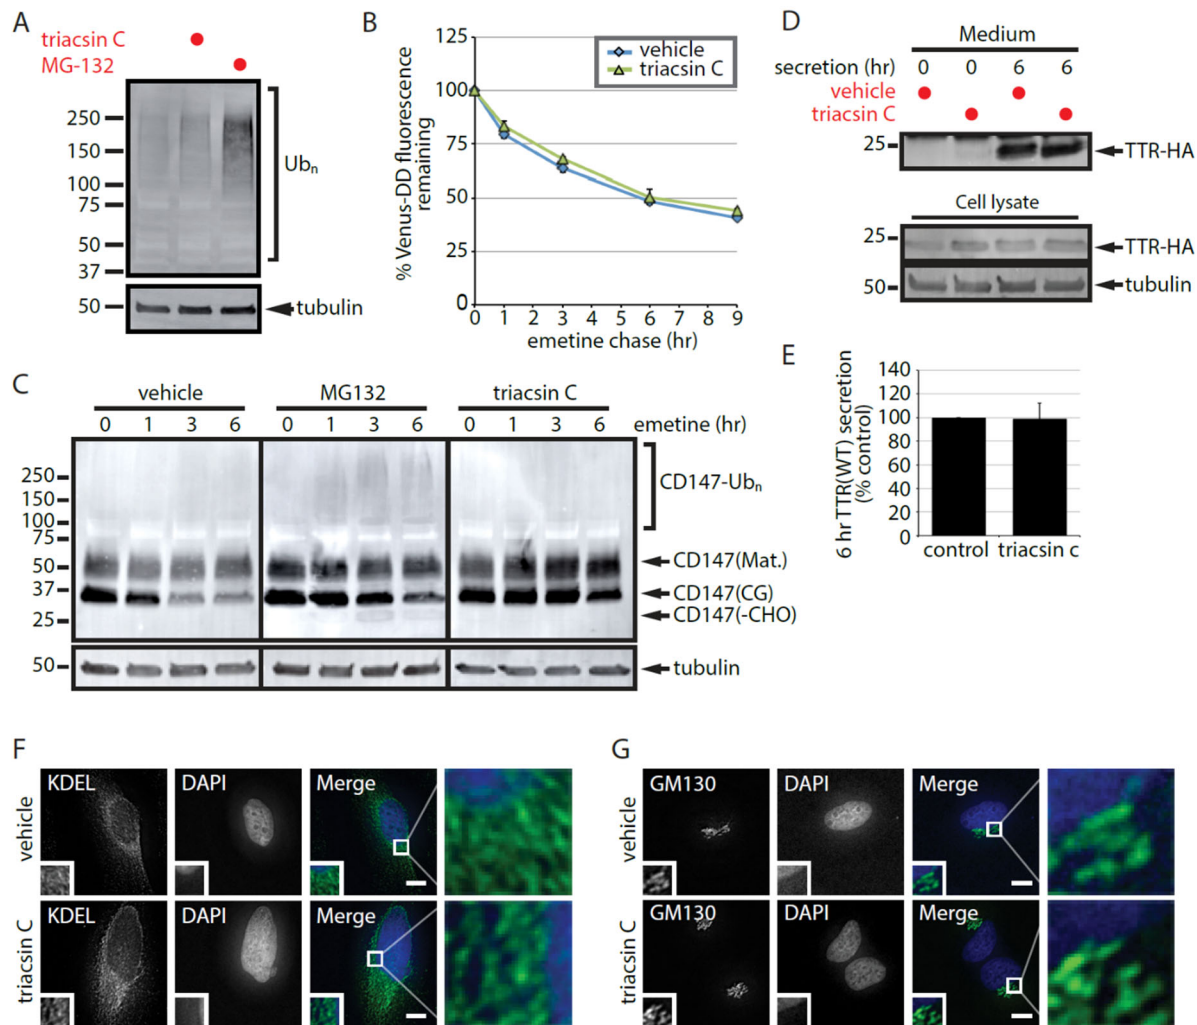 A
triacsin C
MG-132
250
150
100
75
50
37
Ubn
50
tubulin
B
125
100
75
50
25
0
% Venus-DD fluorescence
remaining
vehicle
triacsin C
0 1 2 3 4 5 6 7 8 9
emetine chase (hr)
C
vehicle MG132 triacsin C
0 1 3 6 0 1 3 6 0 1 3 6 emetine (hr)
250
150
100
75
50
37
25
CD147-Ubn
CD147(Mat.)
CD147(CG)
CD147(-CHO)
50
tubulin
D
Medium
secretion (hr) 0 0 6 6
vehicle
triacsin C
25
TTR-HA
Cell lysate
25
TTR-HA
50
tubulin
E
6 hr TTR(WT) secretion
(% control)
140
120
100
80
60
40
20
0
control triacsin c
F
vehicle
KDEL DAPI Merge
triacsin C
KDEL DAPI Merge
G
vehicle
GM130 DAPI Merge
triacsin C
GM130 DAPI Merge